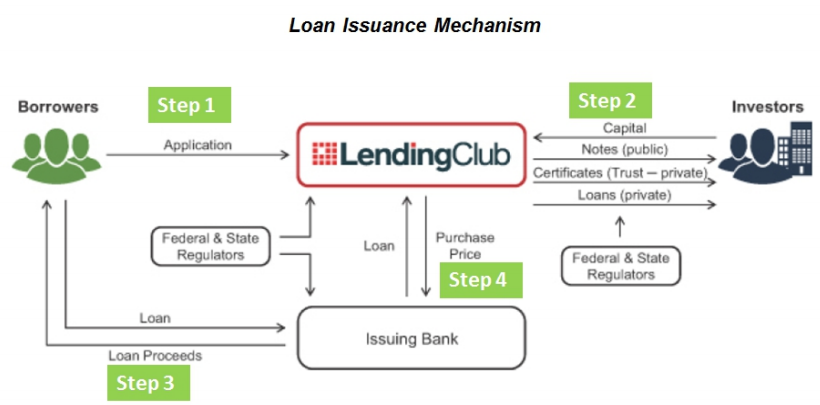 Loan Issuance Mechanism
Borrowers
Step 1
Step 2
Investors
Application
LendingClub
Capital
Notes (public)
Certificates (Trust — private)
Loans (private)
Federal & State
Regulators
Loan
Purchase
Price
Step 4
Federal & State
Regulators
Loan
Issuing Bank
Loan Proceeds
Step 3